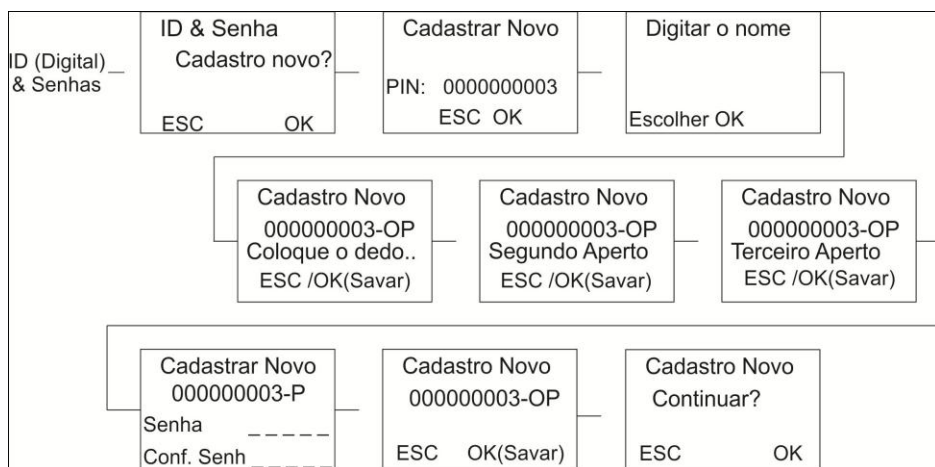 ID (Digital)
& Senhas
ID & Senha
Cadastro novo?
ESC OK
Cadastrar Novo
PIN: 0000000003
ESC OK
Digitar o nome
Escolher OK
Cadastro Novo
000000003-OP
Coloque o dedo..
ESC /OK(Savar)
Cadastro Novo
000000003-OP
Segundo Aperto
ESC /OK(Savar)
Cadastro Novo
000000003-OP
Terceiro Aperto
ESC /OK(Savar)
Cadastrar Novo
000000003-P
Senha _ _ _ _ _
Conf. Senh _ _ _ _ _
Cadastro Novo
000000003-OP
ESC OK(Savar)
Cadastro Novo
Continuar?
ESC OK